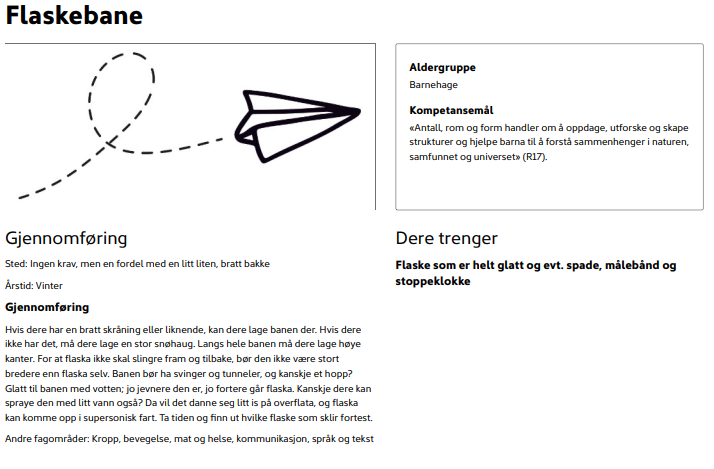 Flaskebane
Aldergruppe
Barnehage
Kompetansemål
«Antall, rom og form handler om å oppdage, utforske og skape
strukturer og hjelpe barna til å forstå sammenhenger i naturen,
samfunnet og universet» (R17).
Gjennomføring
Sted: Ingen krav, men en fordel med en litt liten, bratt bakke
Årstid: Vinter
Gjennomføring
Hvis dere har en bratt skråning eller liknende, kan dere lage banen der. Hvis dere
ikke har det, må dere lage en stor snøhaug. Langs hele banen må dere lage høye
kanter. For at flaska ikke skal slingre fram og tilbake, bør den ikke være stort
bredere enn flaska selv. Banen bør ha svinger og tunneler, og kanskje et hopp?
Glatt til banen med votten; jo jevnere den er, jo fortere går flaska. Kanskje dere kan
spraye den med litt vann også? Da vil det danne seg litt is på overflata, og flaska
kan komme opp i supersonisk fart. Ta tiden og finn ut hvilke flaske som sklir fortest.
Andre fagområder: Kropp, bevegelse, mat og helse, kommunikasjon, språk og tekst
Dere trenger
Flaske som er helt glatt og evt. spade, målebånd og
stoppeklokke